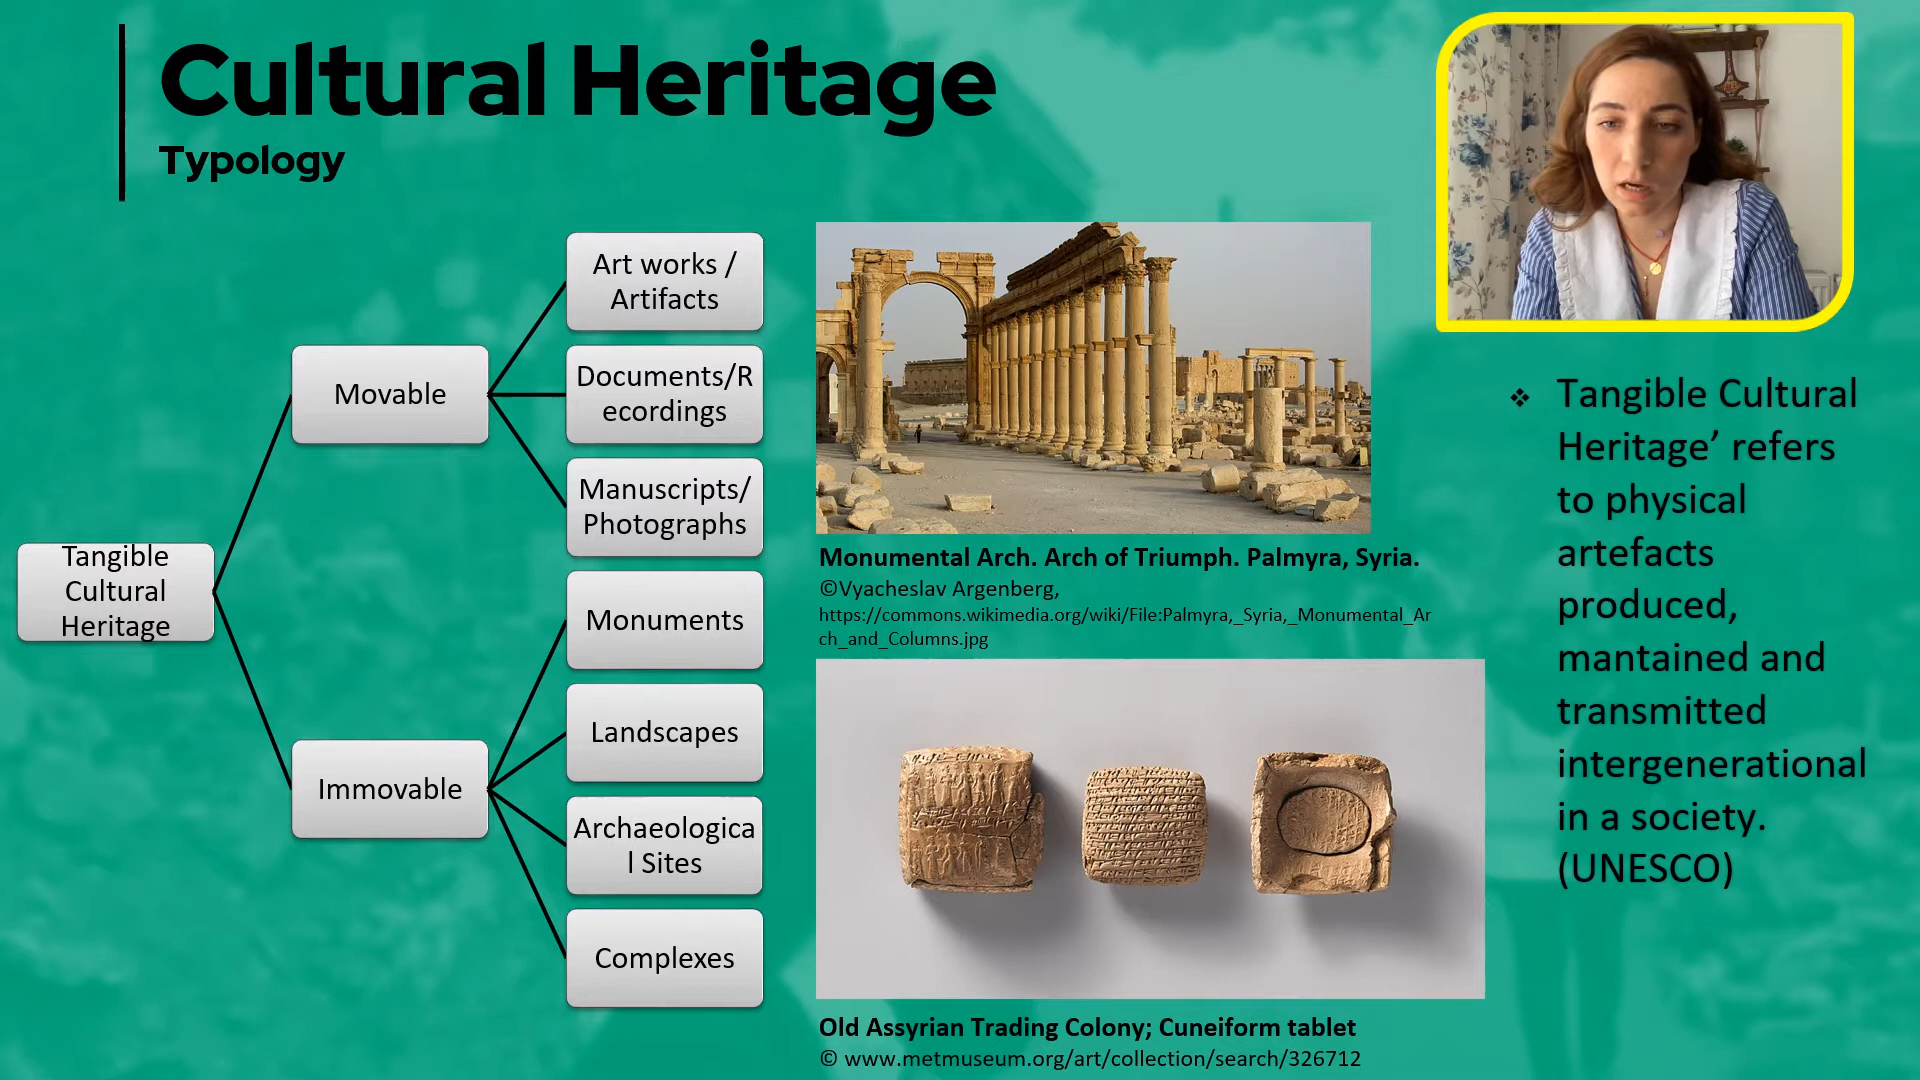 Cultural Heritage
Typology
Tangible
Cultural
Heritage
Movable
Immovable
Art works /
Artifacts
Documents/R
ecordings
Manuscripts/
Photographs
Monuments
Landscapes
Archaeologica
l Sites
Complexes
Monumental Arch. Arch of Triumph. Palmyra, Syria.
©Vyacheslav Argenberg,
https://commons.wikimedia.org/wiki/File:Palmyra,_Syria,_Monumental_Ar
ch_and_Columns.jpg
Old Assyrian Trading Colony; Cuneiform tablet
© www.metmuseum.org/art/collection/search/326712
❖ Tangible Cultural
Heritage’ refers
to physical
artefacts
produced,
mantained and
transmitted
intergenerational
in a society.
(UNESCO)